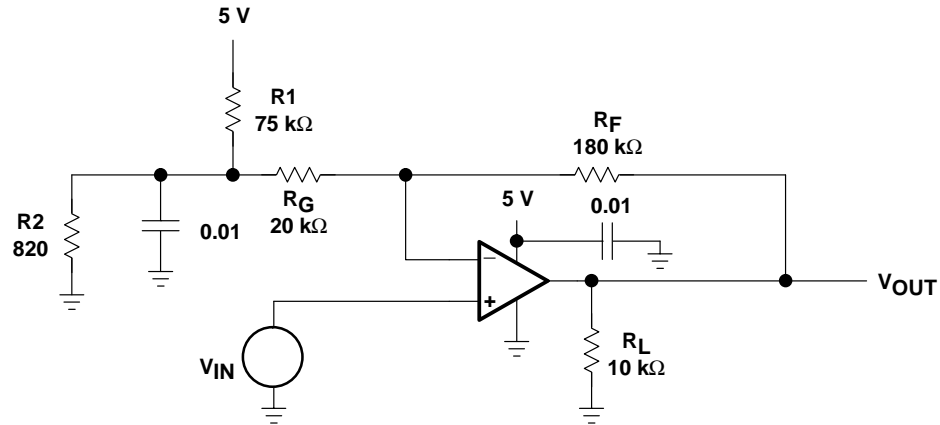 5 V
R1
75 kΩ
RF
180 kΩ
R2
820
0.01
RG
20 kΩ
5 V
0.01
–
+
VOUT
VIN
RL
10 kΩ